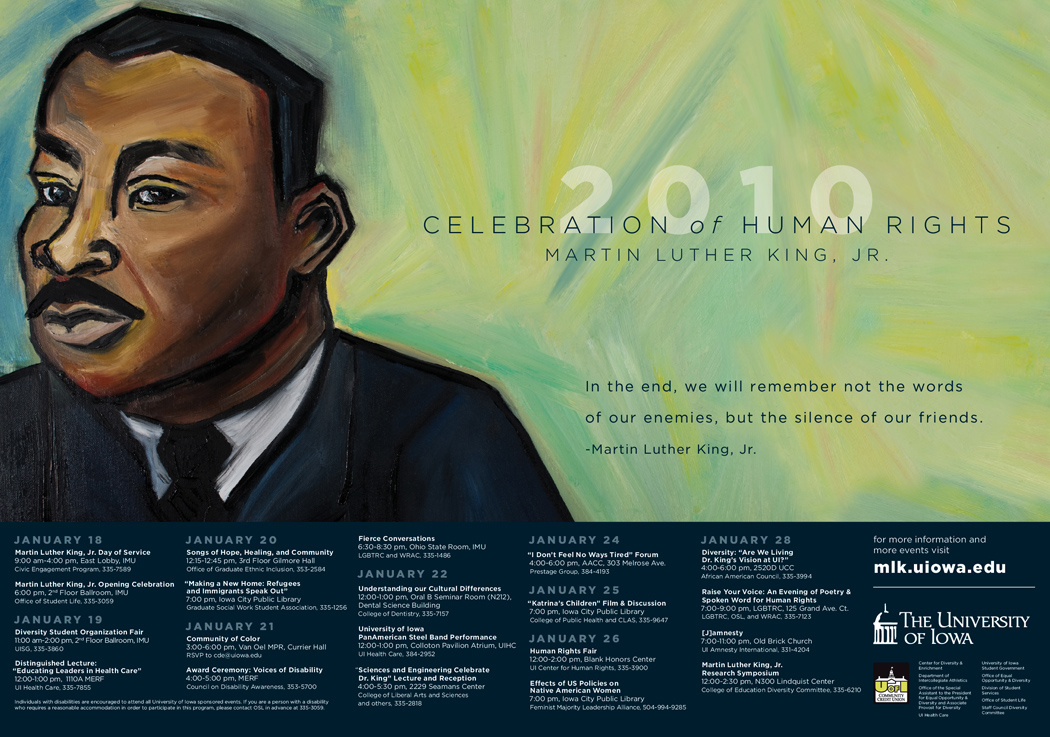 2010
CELEBRATION of HUMAN RIGHTS
MARTIN LUTHER KING, JR.
In the end, we will remember not the words
of our enemies, but the silence of our friends.
-Martin Luther King, Jr.
JANUARY 18
Martin Luther King, Jr. Day of Service
9:00 am-4:00 pm, East Lobby, IMU
Civic Engagement Program, 335-7589
Martin Luther King, Jr. Opening Celebration
6:00 pm, 2nd Floor Ballroom, IMU
Office of Student Life, 335-3059
JANUARY 19
Diversity Student Organization Fair
11:00 am-2:00 pm, 2nd Floor Ballroom, IMU
UISG, 335-3860
Distinguished Lecture:
"Educating Leaders in Health Care"
12:00-1:00 pm, 1110A MERF
UI Health Care, 335-7855
Individuals with disabilities are encouraged to attend all University of Iowa sponsored events. If you are a person with a disability
who requires a reasonable accommodation in order to participate in this program, please contact OSL in advance at 335-3059.
JANUARY 20
Songs of Hope, Healing, and Community
12:15-12:45 pm, 3rd Floor Gilmore Hall
Office of Graduate Ethnic Inclusion, 353-2584
"Making a New Home: Refugees
and Immigrants Speak Out"
7:00 pm, Iowa City Public Library
Graduate Social Work Student Association, 335-1256
JANUARY 21
Community of Color
3:00-6:00 pm, Van Oel MPR, Currier Hall
RSVP to cde@uiowa.edu
Award Ceremony: Voices of Disability
4:00-5:00 pm, MERF
Council on Disability Awareness, 353-5700
Fierce Conversations
6:30-8:30 pm, Ohio State Room, IMU
LGBTRC and WRAC, 335-1486
JANUARY 22
Understanding our Cultural Differences
12:00-1:00 pm, Oral B Seminar Room (N212),
Dental Science Building
College of Dentistry, 335-7157
University of Iowa
PanAmerican Steel Band Performance
12:00-1:00 pm, Colloton Pavilion Atrium, UIHC
UI Health Care, 384-2952
"Sciences and Engineering Celebrate
Dr. King" Lecture and Reception
4:00-5:30 pm, 2229 Seamans Center
College of Liberal Arts and Sciences
and others, 335-2818
JANUARY 24
"I Don't Feel No Ways Tired" Forum
4:00-6:00 pm, AACC, 303 Melrose Ave.
Prestage Group, 384-4193
JANUARY 25
"Katrina's Children" Film & Discussion
7:00 pm, Iowa City Public Library
College of Public Health and CLAS, 335-9647
JANUARY 26
Human Rights Fair
12:00-2:00 pm, Blank Honors Center
UI Center for Human Rights, 335-3900
Effects of US Policies on
Native American Women
7:00 pm, Iowa City Public Library
Feminist Majority Leadership Alliance, 504-994-9285
JANUARY 28
Diversity: "Are We Living
Dr. King's Vision at UI?"
4:00-6:00 pm, 2520D UCC
African American Council, 335-3994
Raise Your Voice: An Evening of Poetry &
Spoken Word for Human Rights
7:00-9:00 pm, LGBTRC, 125 Grand Ave. Ct.
LGBTRC, OSL, and WRAC, 335-7123
[J]amnesty
7:00-11:00 pm, Old Brick Church
UI Amnesty International, 331-4204
Martin Luther King, Jr.
Research Symposium
12:00-2:30 pm, N300 Lindquist Center
College of Education Diversity Committee, 335-6210
for more information and
more events visit
mlk.uiowa.edu
THE UNIVERSITY
OF IOWA
UofI
COMMUNITY
CREDIT UNION
Center for Diversity &
Enrichment
Department of
Intercollegiate Athletics
Office of the Special
Assistant to the President
for Equal Opportunity &
Diversity and Associate
Provost for Diversity
UI Health Care
University of Iowa
Student Government
Office of Equal
Opportunity & Diversity
Division of Student
Services
Office of Student Life
Staff Council Diversity
Committee